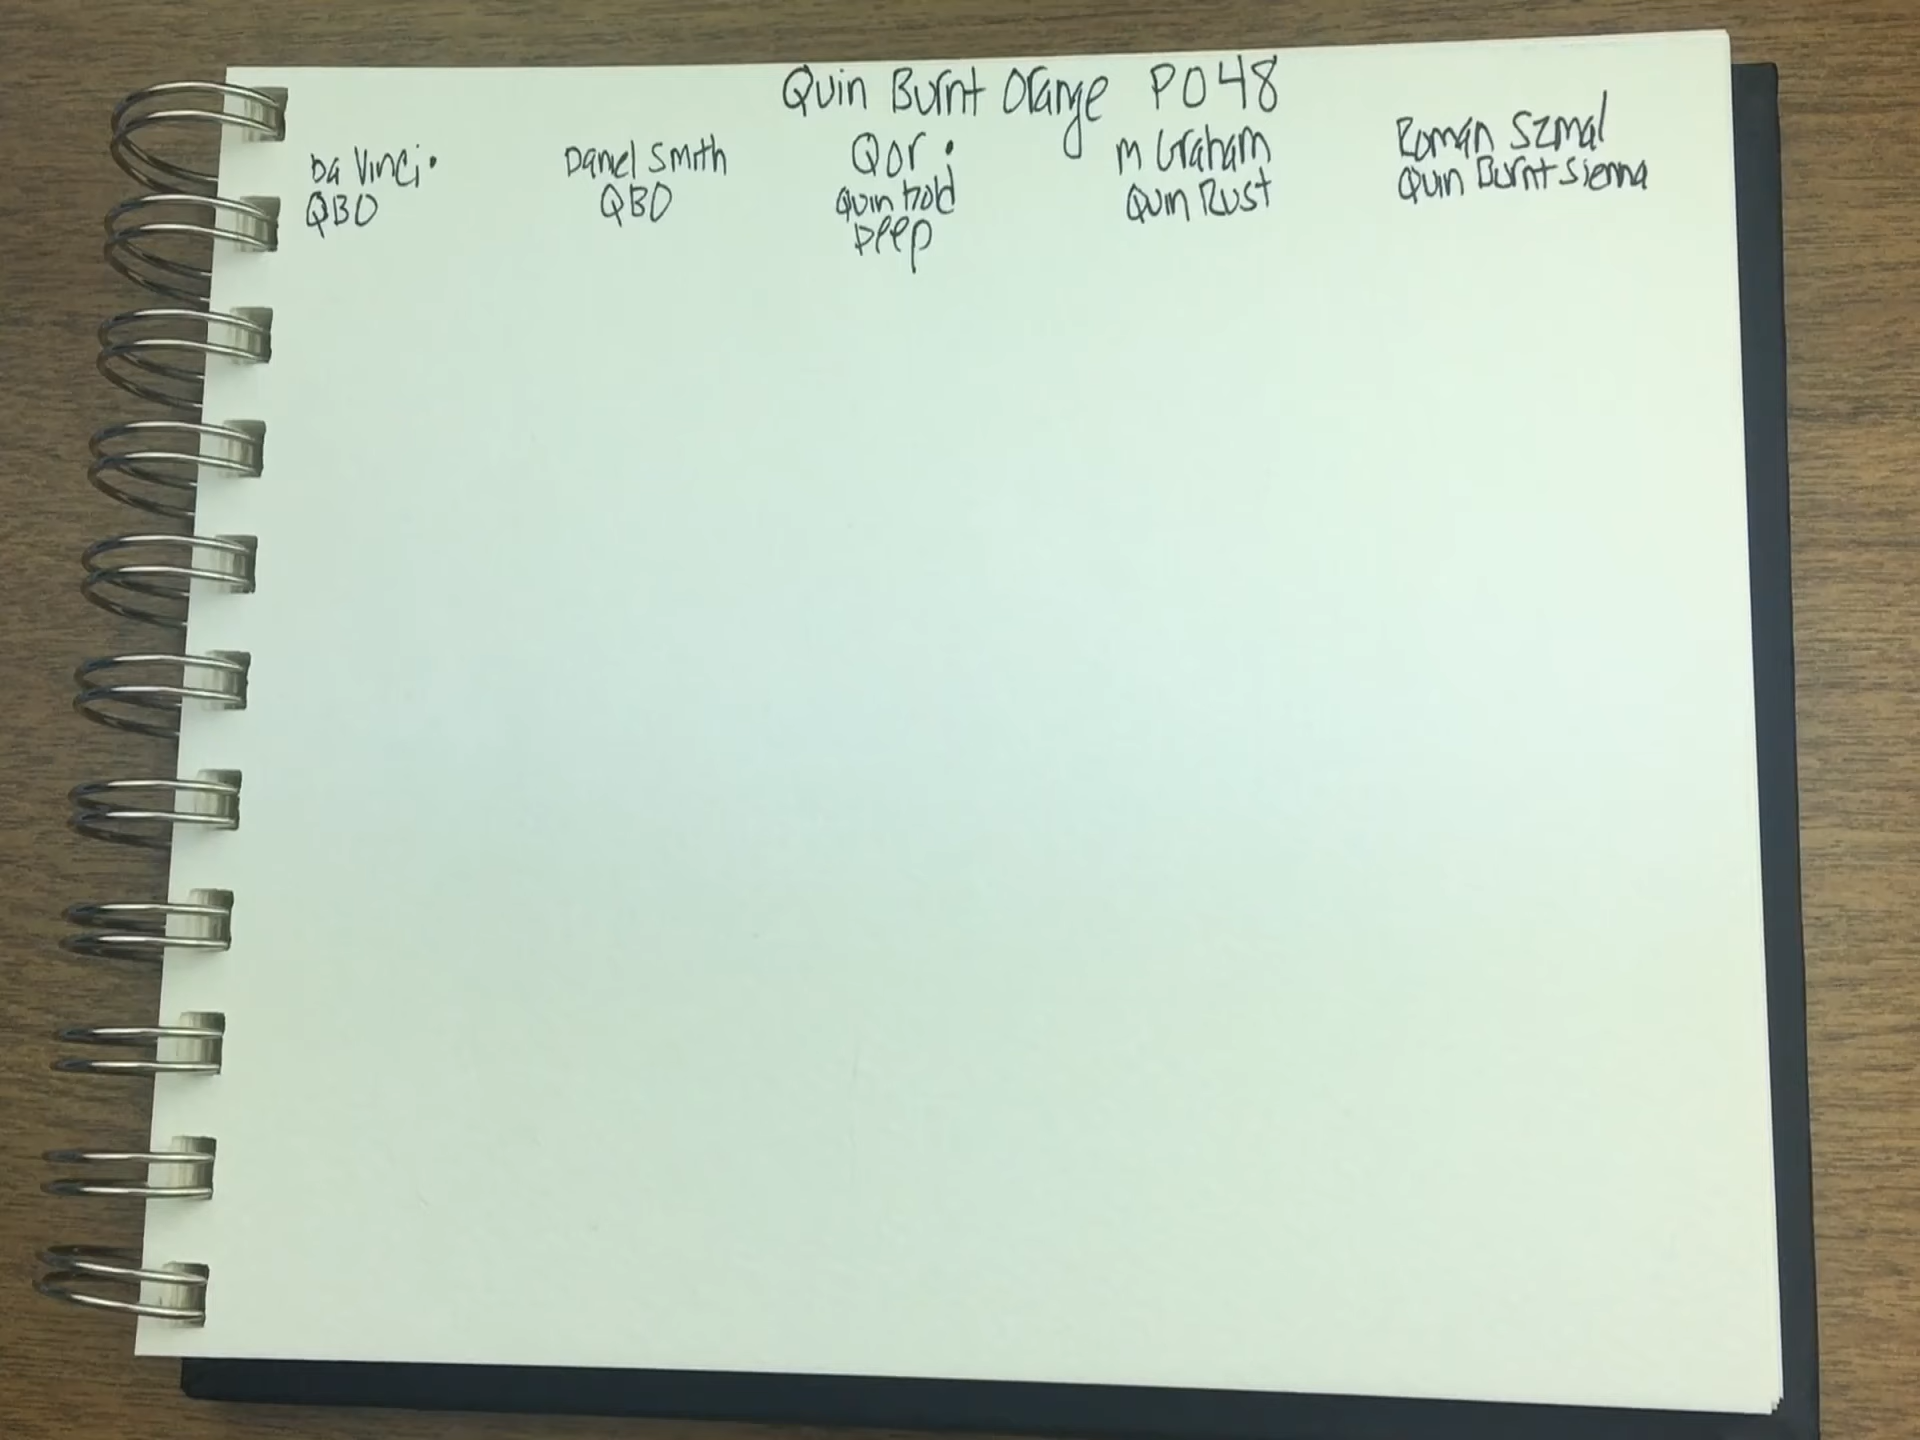 Quin Burnt Orange PO48
Da Vinci
QBO
Daniel Smith
QBO
Qor
Quin Gold
Deep
M Graham
Quin Rust
Roman Szmal
Quin Burnt Sienna